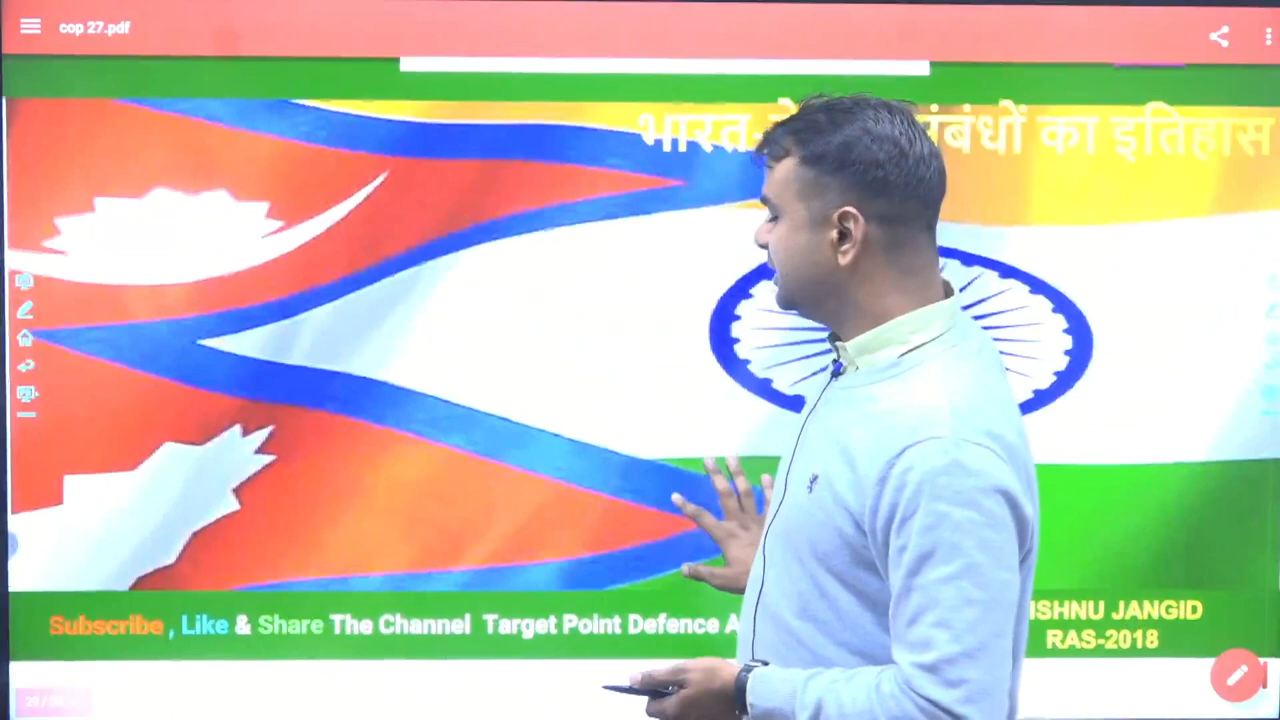 cop 27.pdf
भारत- संबंधों का इतिहास
Subscribe , Like & Share The Channel Target Point Defence A
ISHNU JANGID
RAS-2018